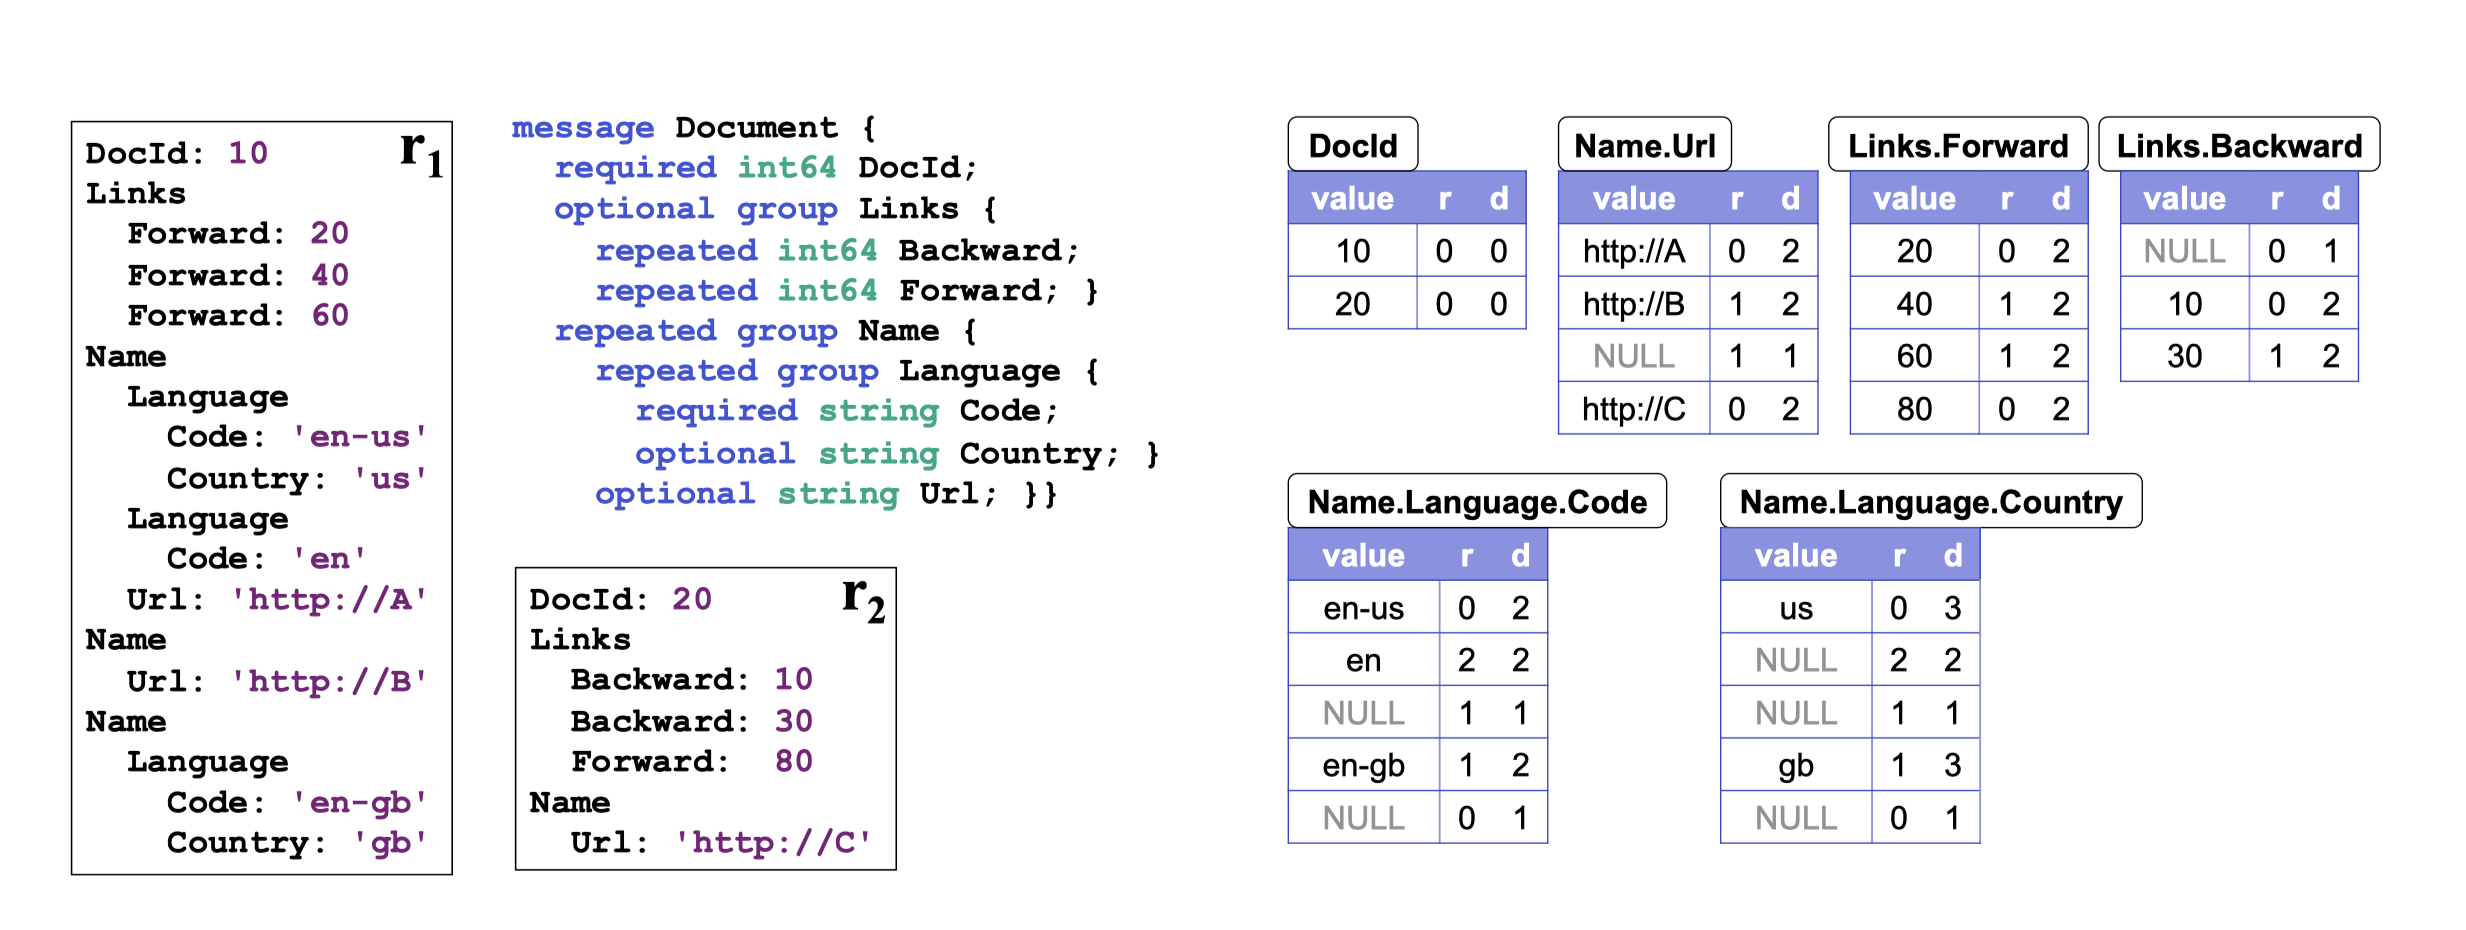 DocId: 10 r1
Links
Forward: 20
Forward: 40
Forward: 60
Name
Language
Code: 'en-us'
Country: 'us'
Language
Code: 'en'
Url: 'http://A'
Name
Url: 'http://B'
Name
Language
Code: 'en-gb'
Country: 'gb'
message Document {
required int64 DocId;
optional group Links {
repeated int64 Backward;
repeated int64 Forward; }
repeated group Name {
repeated group Language {
required string Code;
optional string Country; }
optional string Url; }}
DocId: 20 r2
Links
Backward: 10
Backward: 30
Forward: 80
Name
Url: 'http://C'
DocId
value r d
10 0 0
20 0 0
Name.Url
value r d
http://A 0 2
http://B 1 2
NULL 1 1
http://C 0 2
Links.Forward
value r d
20 0 2
40 1 2
60 1 2
80 0 2
Links.Backward
value r d
NULL 0 1
10 0 2
30 1 2
Name.Language.Code
value r d
en-us 0 2
en 2 2
NULL 1 1
en-gb 1 2
NULL 0 1
Name.Language.Country
value r d
us 0 3
NULL 2 2
NULL 1 1
gb 1 3
NULL 0 1